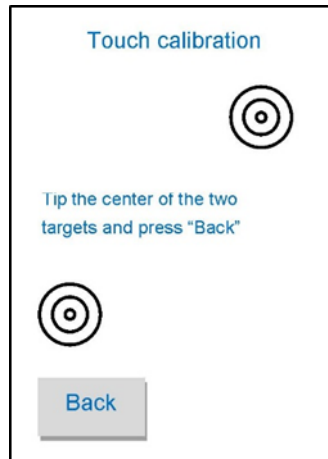 Touch calibration
Tip the center of the two
targets and press “Back”
Back